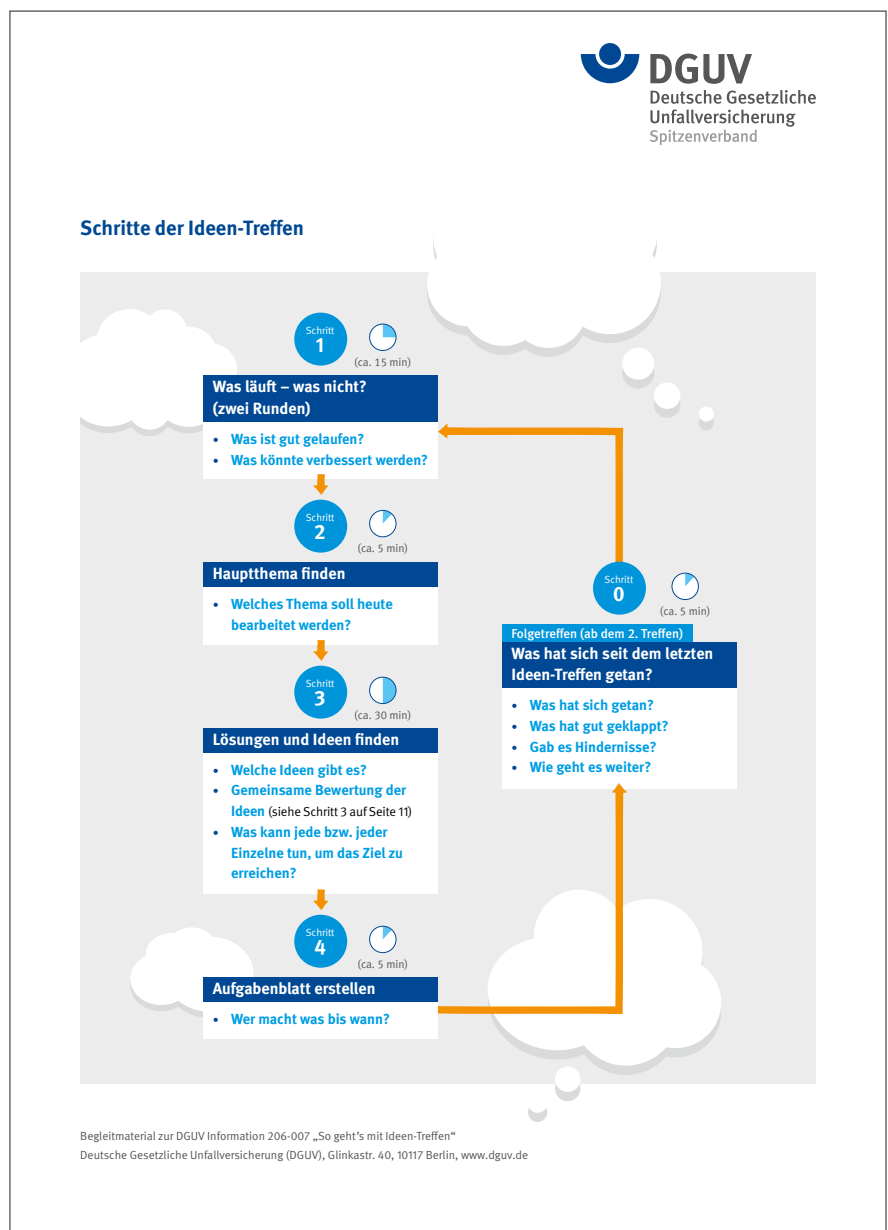 DGUV
Deutsche Gesetzliche
Unfallversicherung
Spitzenverband
Schritte der Ideen-Treffen
Schritt
1
(ca. 15 min)
Was läuft – was nicht?
(zwei Runden)
• Was ist gut gelaufen?
• Was könnte verbessert werden?
Schritt
2
(ca. 5 min)
Hauptthema finden
• Welches Thema soll heute
bearbeitet werden?
Schritt
3
(ca. 30 min)
Lösungen und Ideen finden
• Welche Ideen gibt es?
• Gemeinsame Bewertung der
Ideen (siehe Schritt 3 auf Seite 11)
• Was kann jede bzw. jeder
Einzelne tun, um das Ziel zu
erreichen?
Schritt
4
(ca. 5 min)
Aufgabenblatt erstellen
• Wer macht was bis wann?
Schritt
0
(ca. 5 min)
Folgetreffen (ab dem 2. Treffen)
Was hat sich seit dem letzten
Ideen-Treffen getan?
• Was hat sich getan?
• Was hat gut geklappt?
• Gab es Hindernisse?
• Wie geht es weiter?
Begleitmaterial zur DGUV Information 206-007 „So geht’s mit Ideen-Treffen“
Deutsche Gesetzliche Unfallversicherung (DGUV), Glinkastr. 40, 10117 Berlin, www.dguv.de